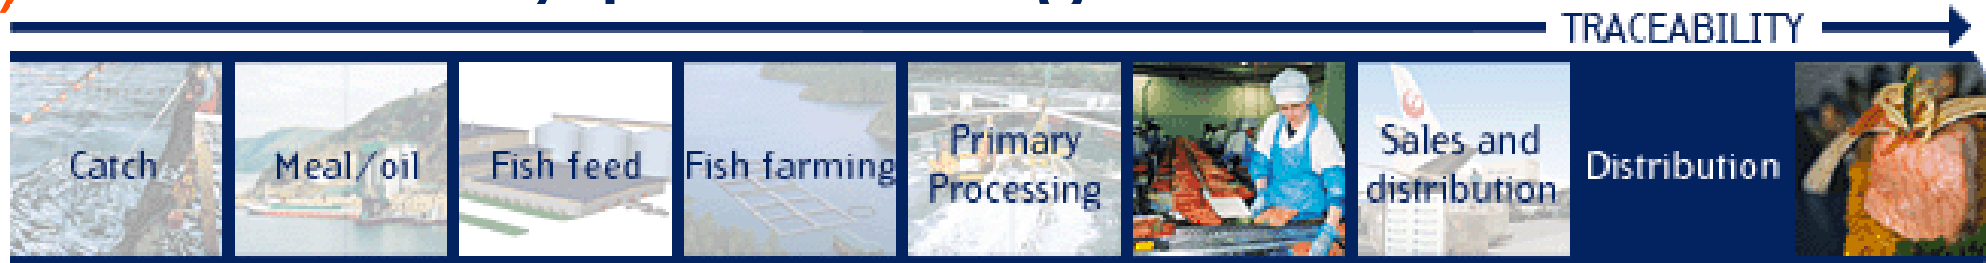 TRACEABILITY
Catch
Meal/oil
Fish feed
Fish farming
Primary
Processing
Sales and
distribution
Distribution